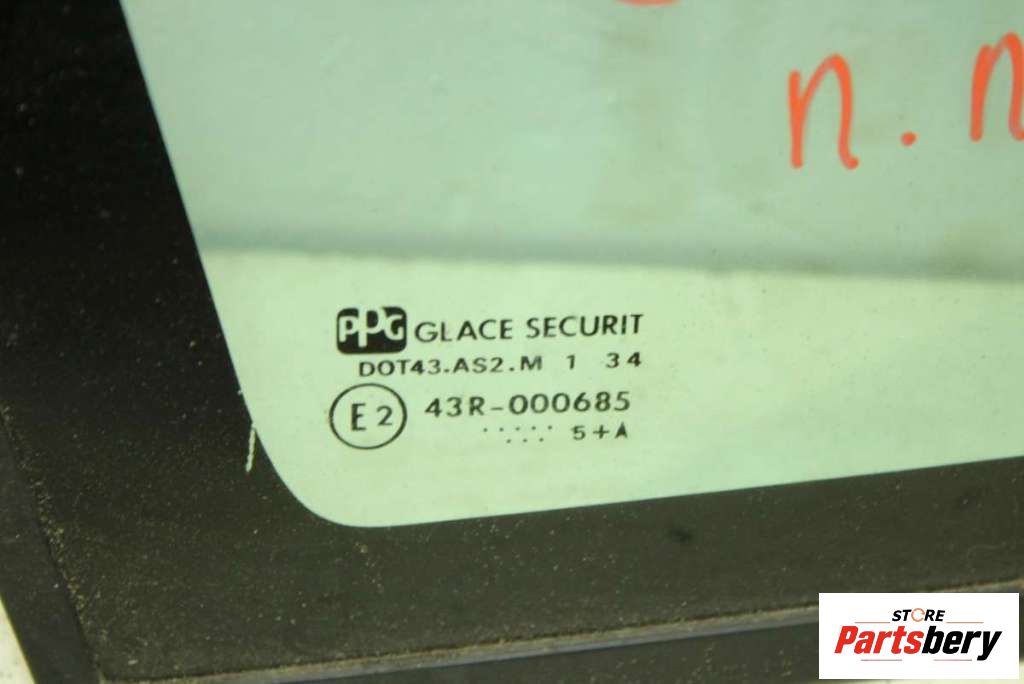 n.n
PPG GLACE SECURIT
DOT43.AS2.M 1 34
E2 43R-000685
..:....: 5+A
STORE
Partsbery